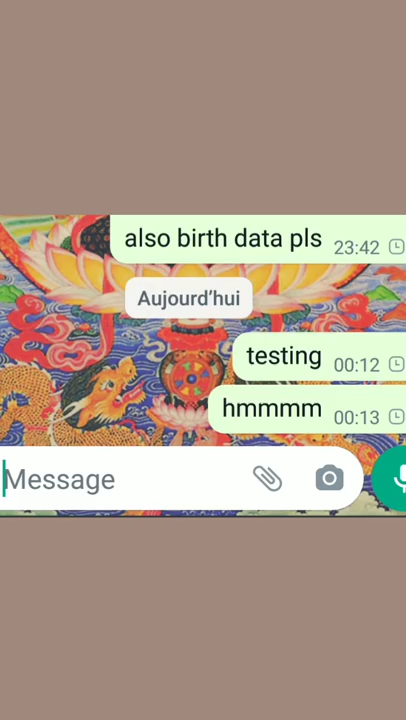 also birth data pls 23:42
Aujourd'hui
testing 00:12
hmmmm 00:13
Message